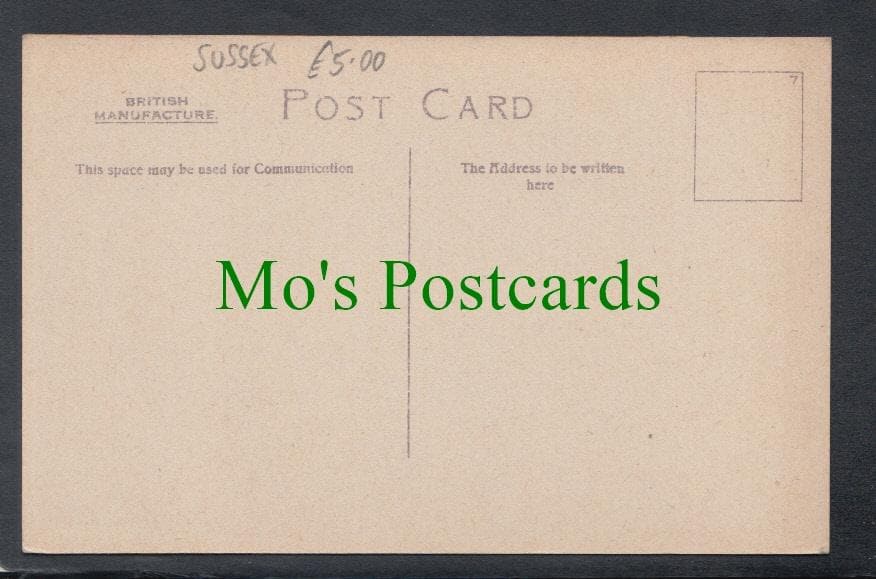 SUSSEX £5.00
BRITISH
MANUFACTURE.
POST CARD
7
This space may be used for Communication
The Address to be written
here
Mo's Postcards